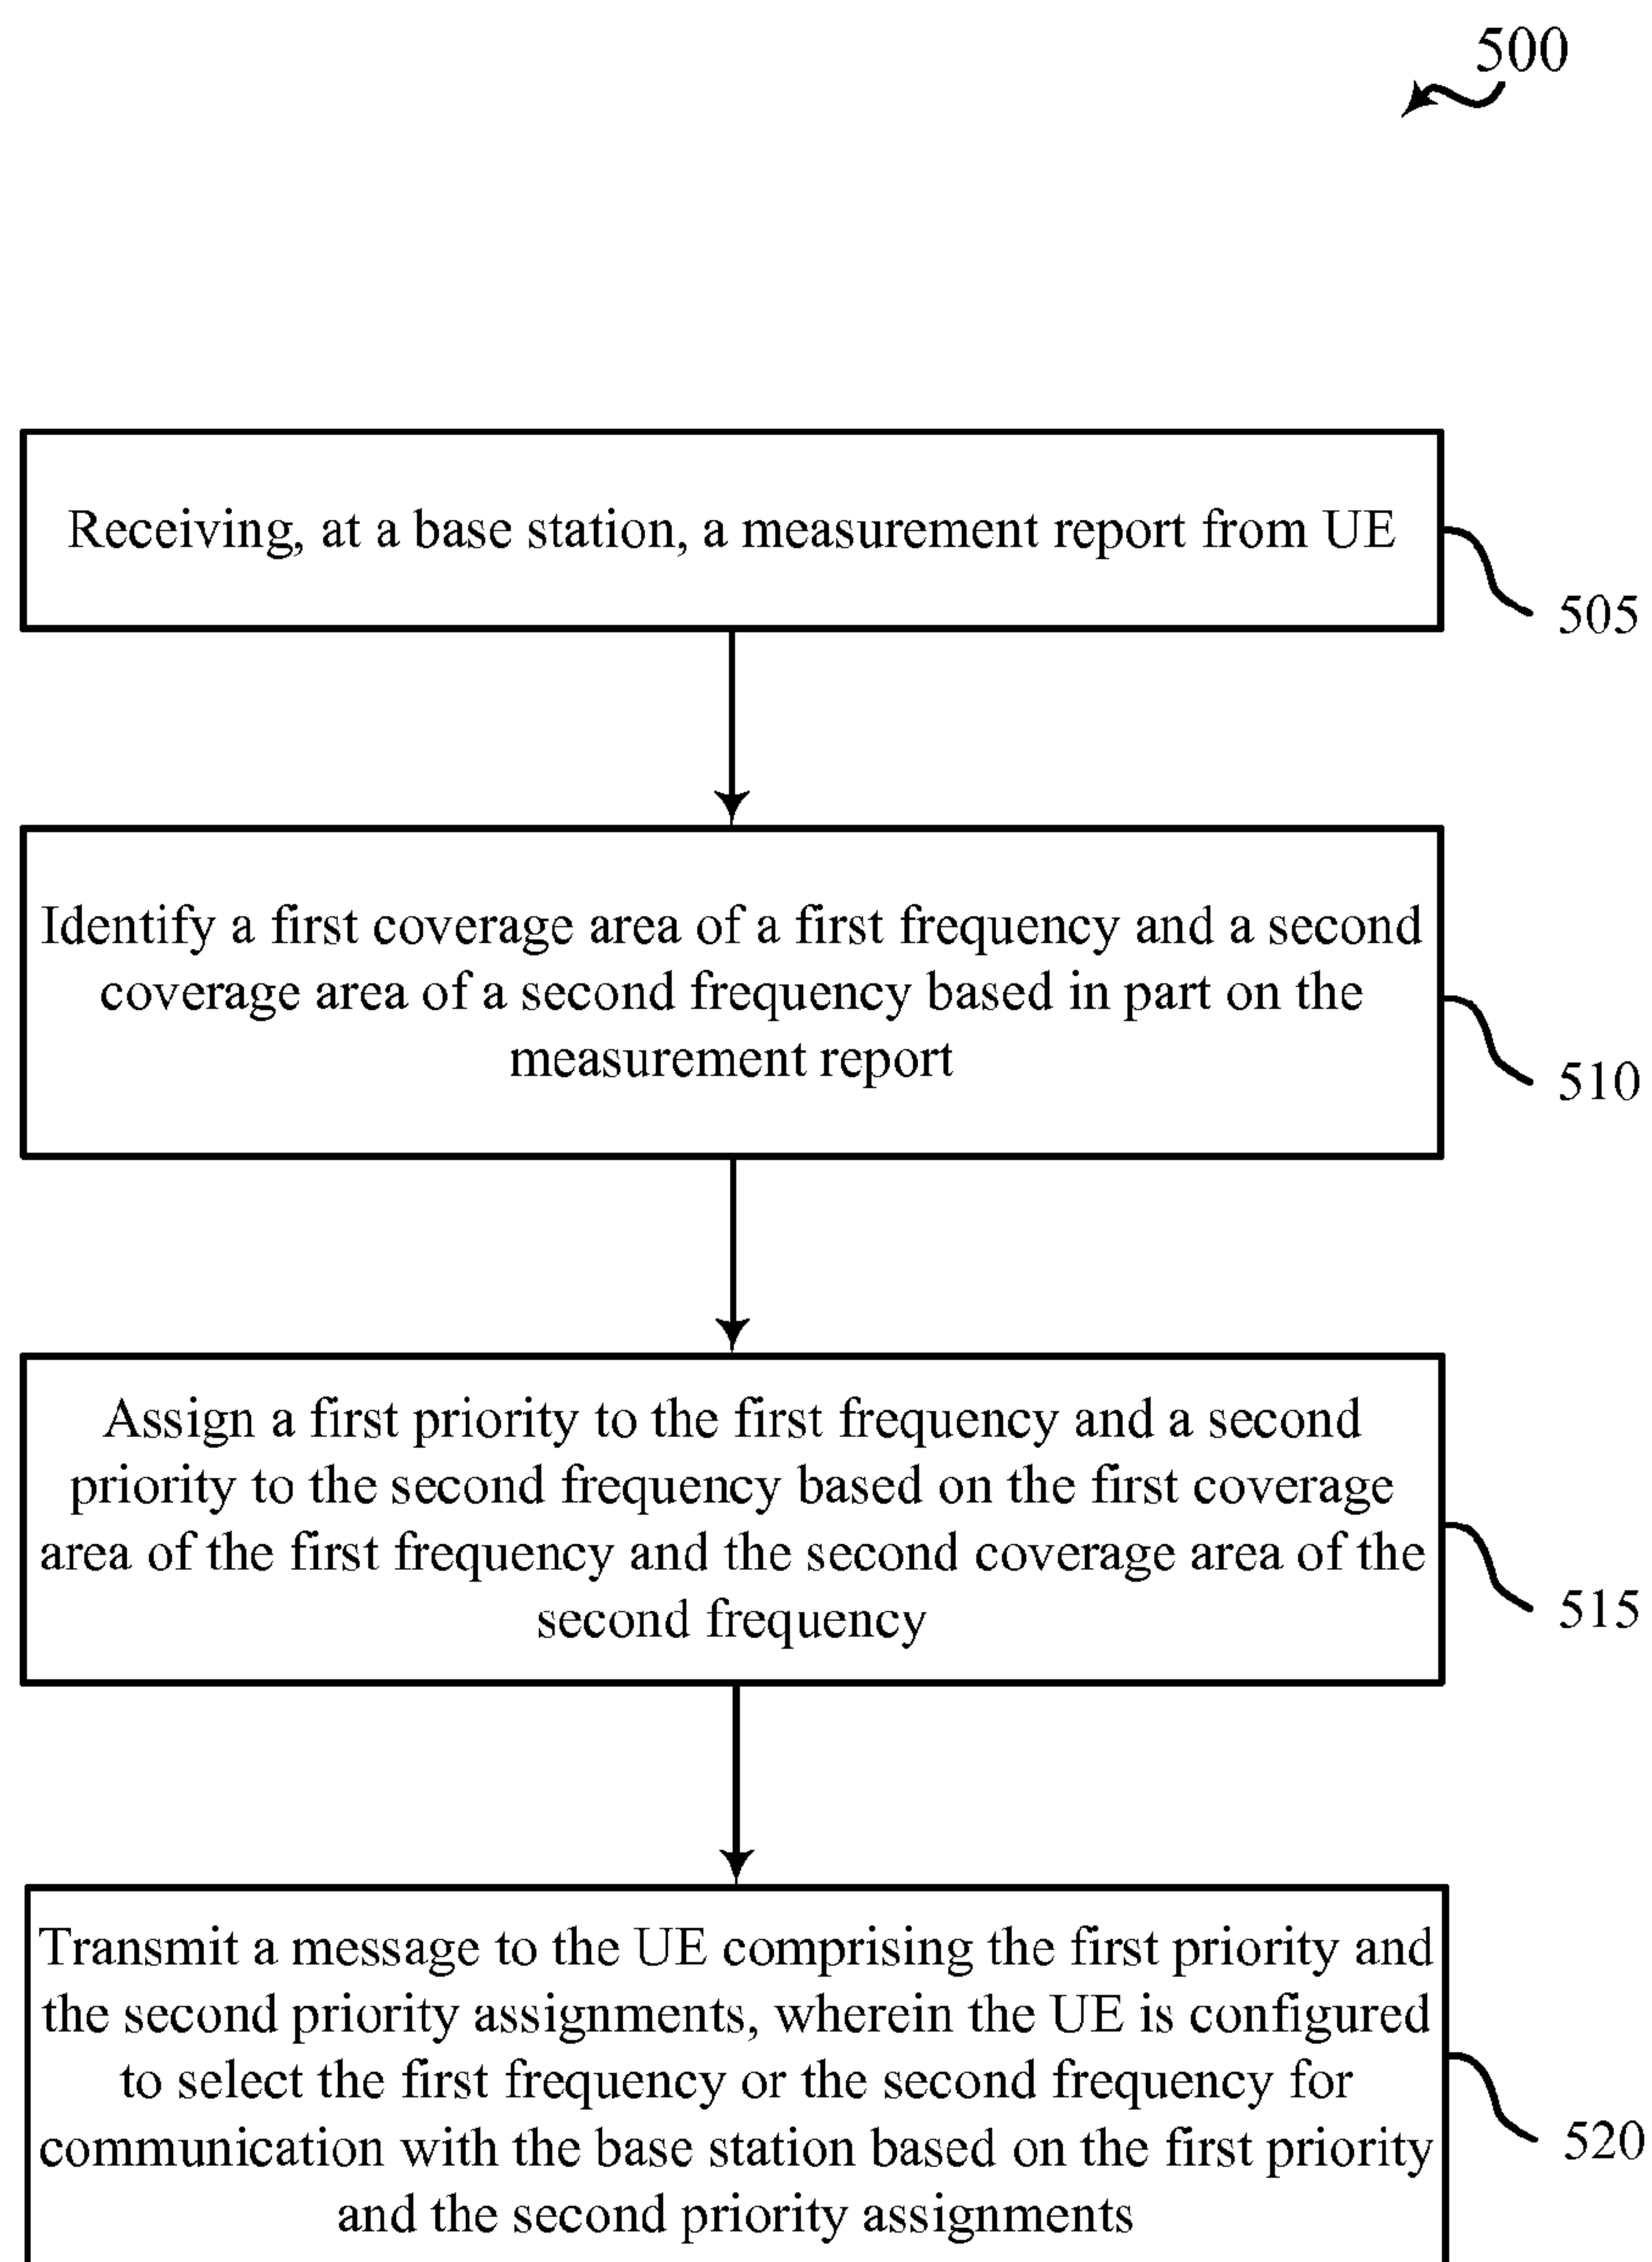 500
Receiving, at a base station, a measurement report from UE
505
Identify a first coverage area of a first frequency and a second
coverage area of a second frequency based in part on the
measurement report
510
Assign a first priority to the first frequency and a second
priority to the second frequency based on the first coverage
area of the first frequency and the second coverage area of the
second frequency
515
Transmit a message to the UE comprising the first priority and
the second priority assignments, wherein the UE is configured
to select the first frequency or the second frequency for
communication with the base station based on the first priority
and the second priority assignments
520